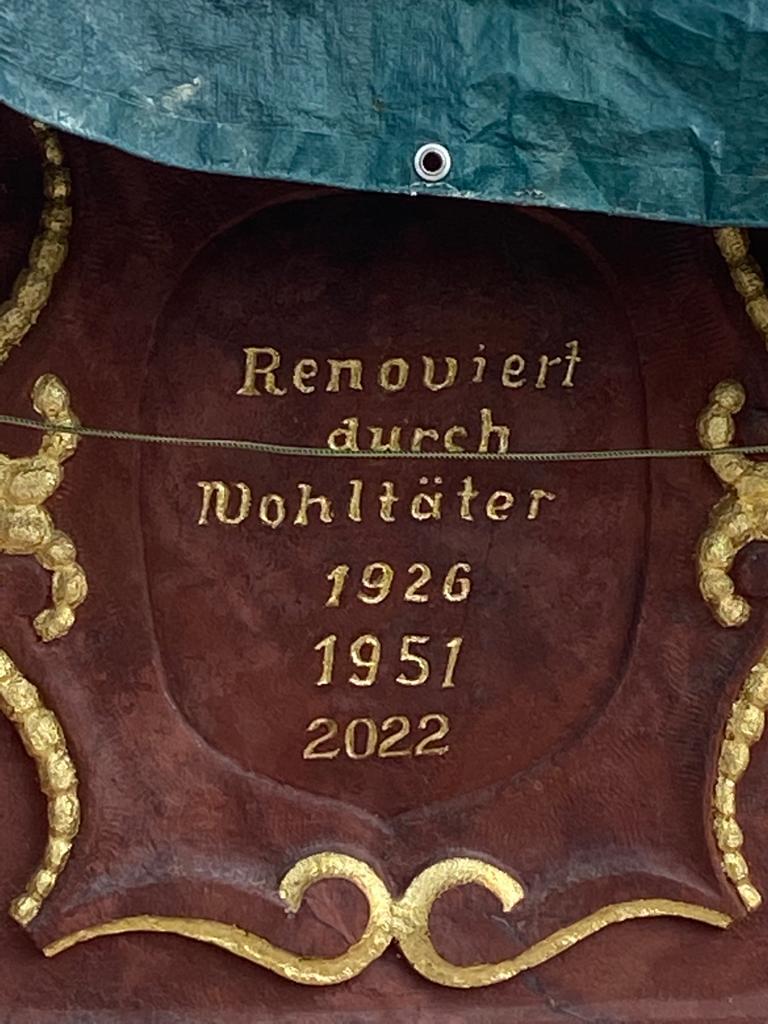 Renoviert
durch
Wohltäter
1926
1951
2022